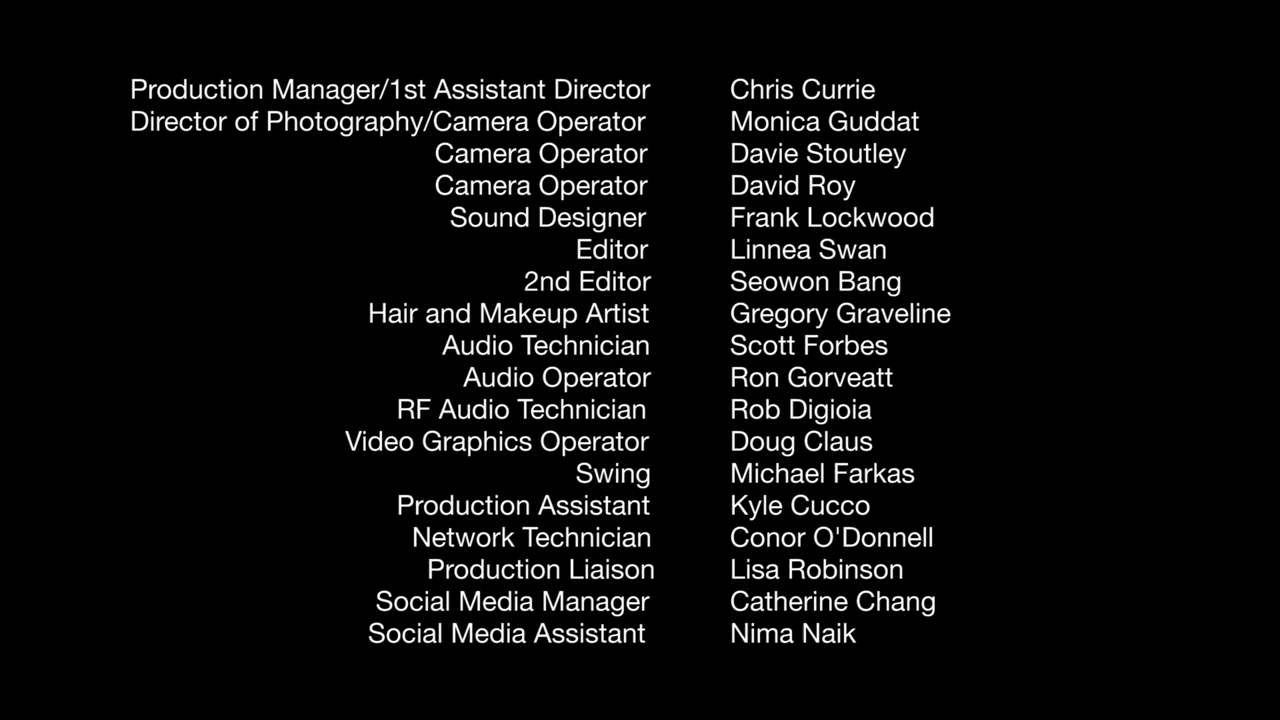 Production Manager/1st Assistant Director Chris Currie
Director of Photography/Camera Operator Monica Guddat
Camera Operator Davie Stoutley
Camera Operator David Roy
Sound Designer Frank Lockwood
Editor Linnea Swan
2nd Editor Seowon Bang
Hair and Makeup Artist Gregory Graveline
Audio Technician Scott Forbes
Audio Operator Ron Gorveatt
RF Audio Technician Rob Digioia
Video Graphics Operator Doug Claus
Swing Michael Farkas
Production Assistant Kyle Cucco
Network Technician Conor O'Donnell
Production Liaison Lisa Robinson
Social Media Manager Catherine Chang
Social Media Assistant Nima Naik